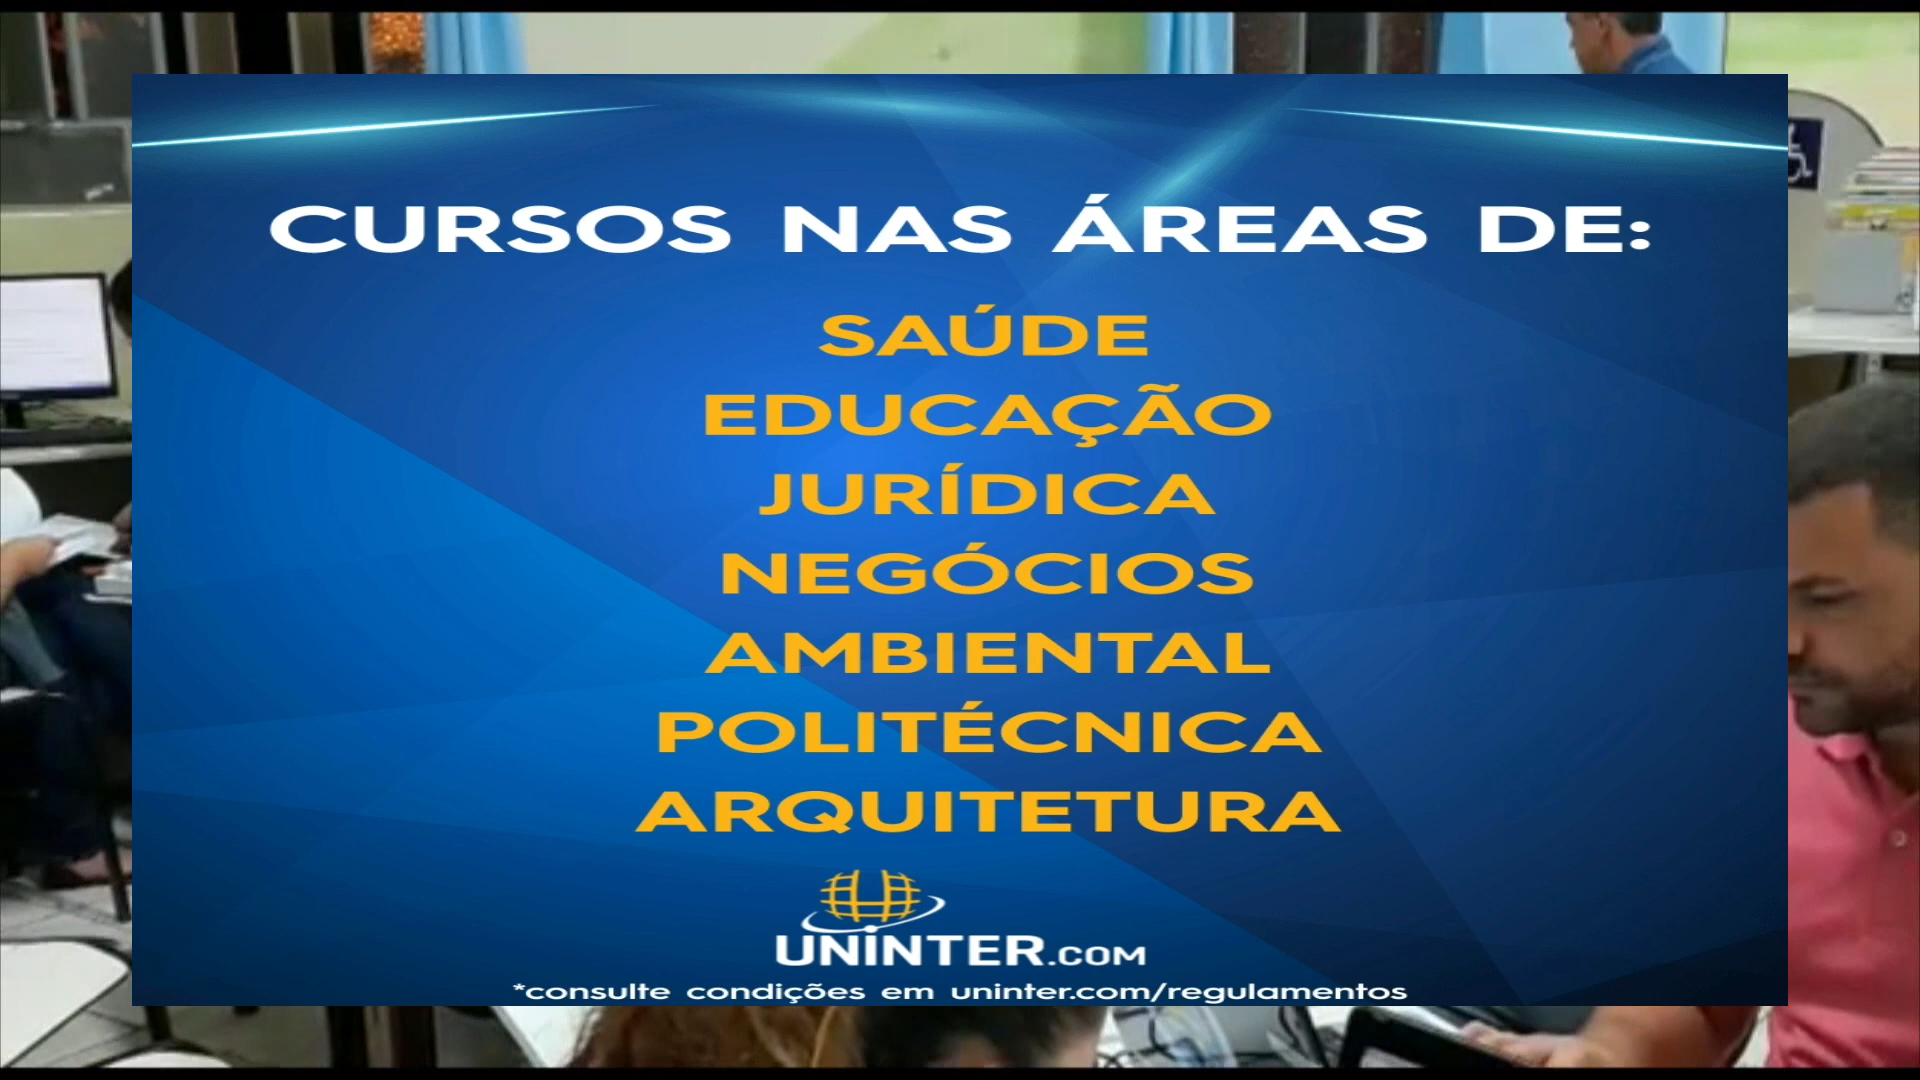 CURSOS NAS ÁREAS DE:
SAÚDE
EDUCAÇÃO
JURÍDICA
NEGÓCIOS
AMBIENTAL
POLITÉCNICA
ARQUITETURA
UNINTER.COM
*consulte condições em uninter.com/regulamentos